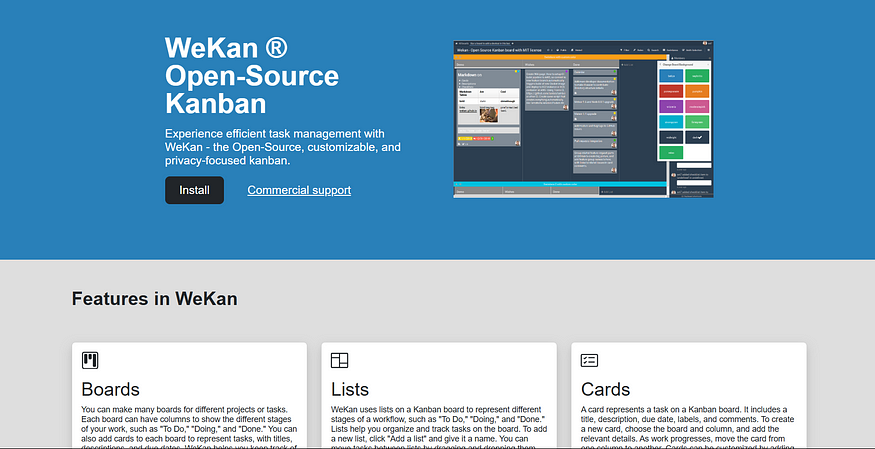 WeKan ®
Open-Source
Kanban
Experience efficient task management with
WeKan - the Open-Source, customizable, and
privacy-focused kanban.
Install
Commercial support
Features in WeKan
Boards
You can make many boards for different projects or tasks.
Each board can have columns to show the different stages
of your work, such as "To Do," "Doing," and "Done." You can
also add cards to each board to represent tasks, with titles,
descriptions, and due dates. WeKan helps you keep track of
Lists
WeKan uses lists on a Kanban board to represent different
stages of a workflow, such as "To Do," "Doing," and "Done."
Lists help you organize and track tasks on the board. To add
a new list, click "Add a list" and give it a name. You can
move tasks between lists by dragging and dropping them
Cards
A card represents a task on a Kanban board. It includes a
title, description, due date, labels, and comments. To create
a new card, choose the board and column, and add the
relevant details. As work progresses, move the card from
one column to another. Cards can be customized by adding